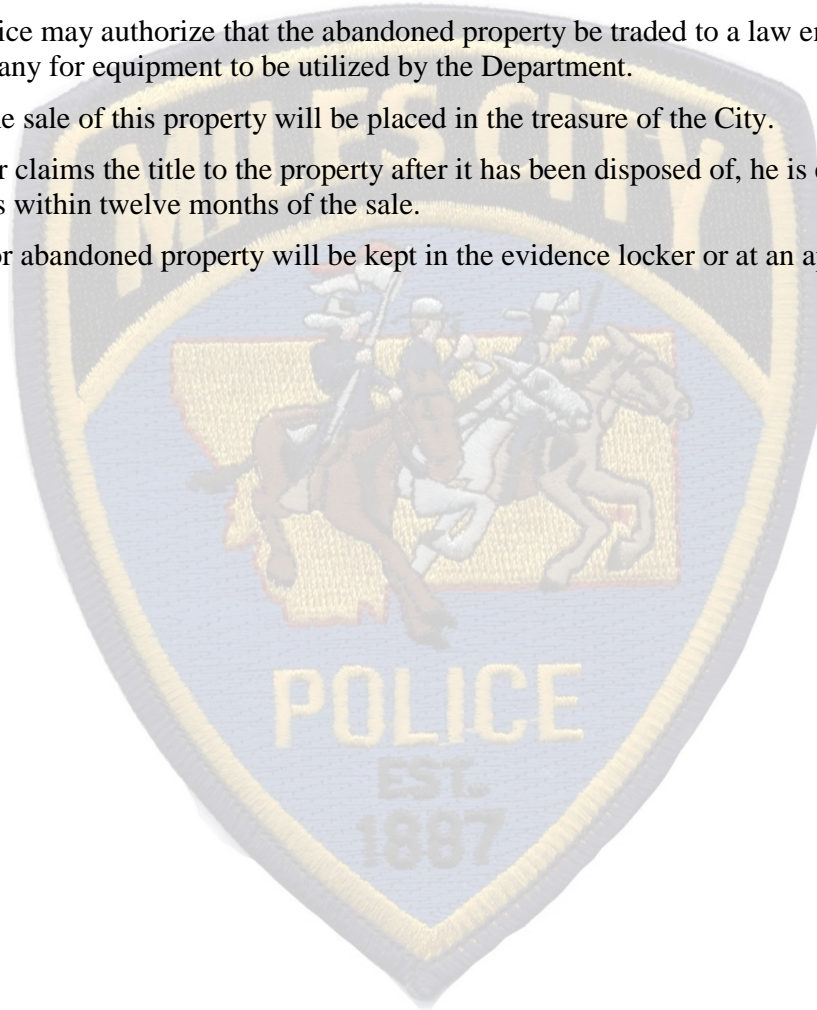 ice may authorize that the abandoned property be traded to a law en
any for equipment to be utilized by the Department.
e sale of this property will be placed in the treasure of the City.
r claims the title to the property after it has been disposed of, he is
s within twelve months of the sale.
or abandoned property will be kept in the evidence locker or at an ap
MILES CITY
POLICE
EST.
1887